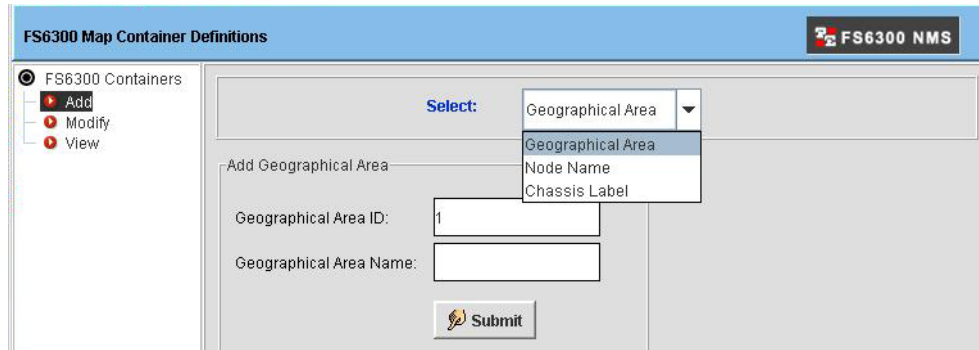 FS6300 Map Container Definitions
FS6300 NMS
FS6300 Containers
Add
Modify
View
Select:
Geographical Area
Geographical Area
Node Name
Chassis Label
Add Geographical Area
Geographical Area ID:
1
Geographical Area Name:
Submit